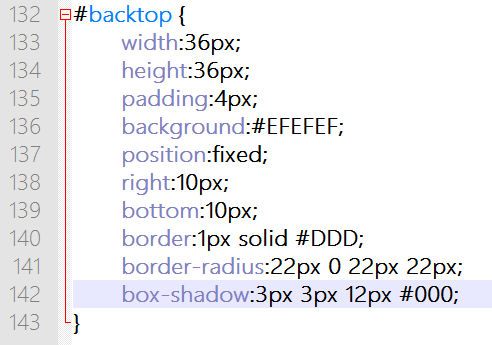 132 #backtop {
133 width:36px;
134 height:36px;
135 padding:4px;
136 background:#EFEFEF;
137 position:fixed;
138 right:10px;
139 bottom:10px;
140 border:1px solid #DDD;
141 border-radius:22px 0 22px 22px;
142 box-shadow:3px 3px 12px #000;
143 }